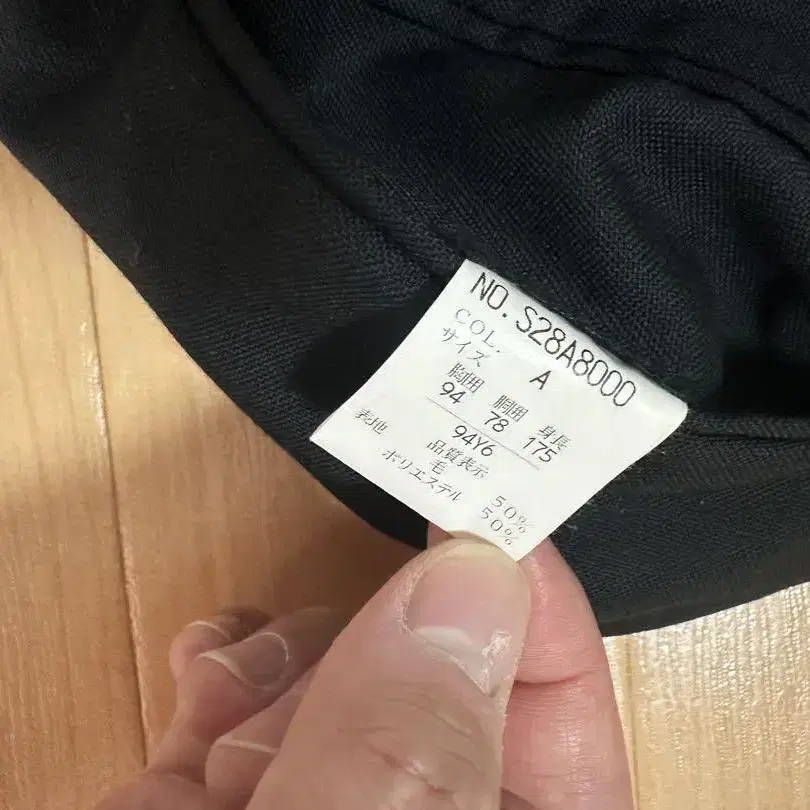 NO. S28A8000
COL. A
サイズ
胸囲 胴囲 身長
94 78 175
94Y6
品質表示
表地 毛 50%
ポリエステル 50%